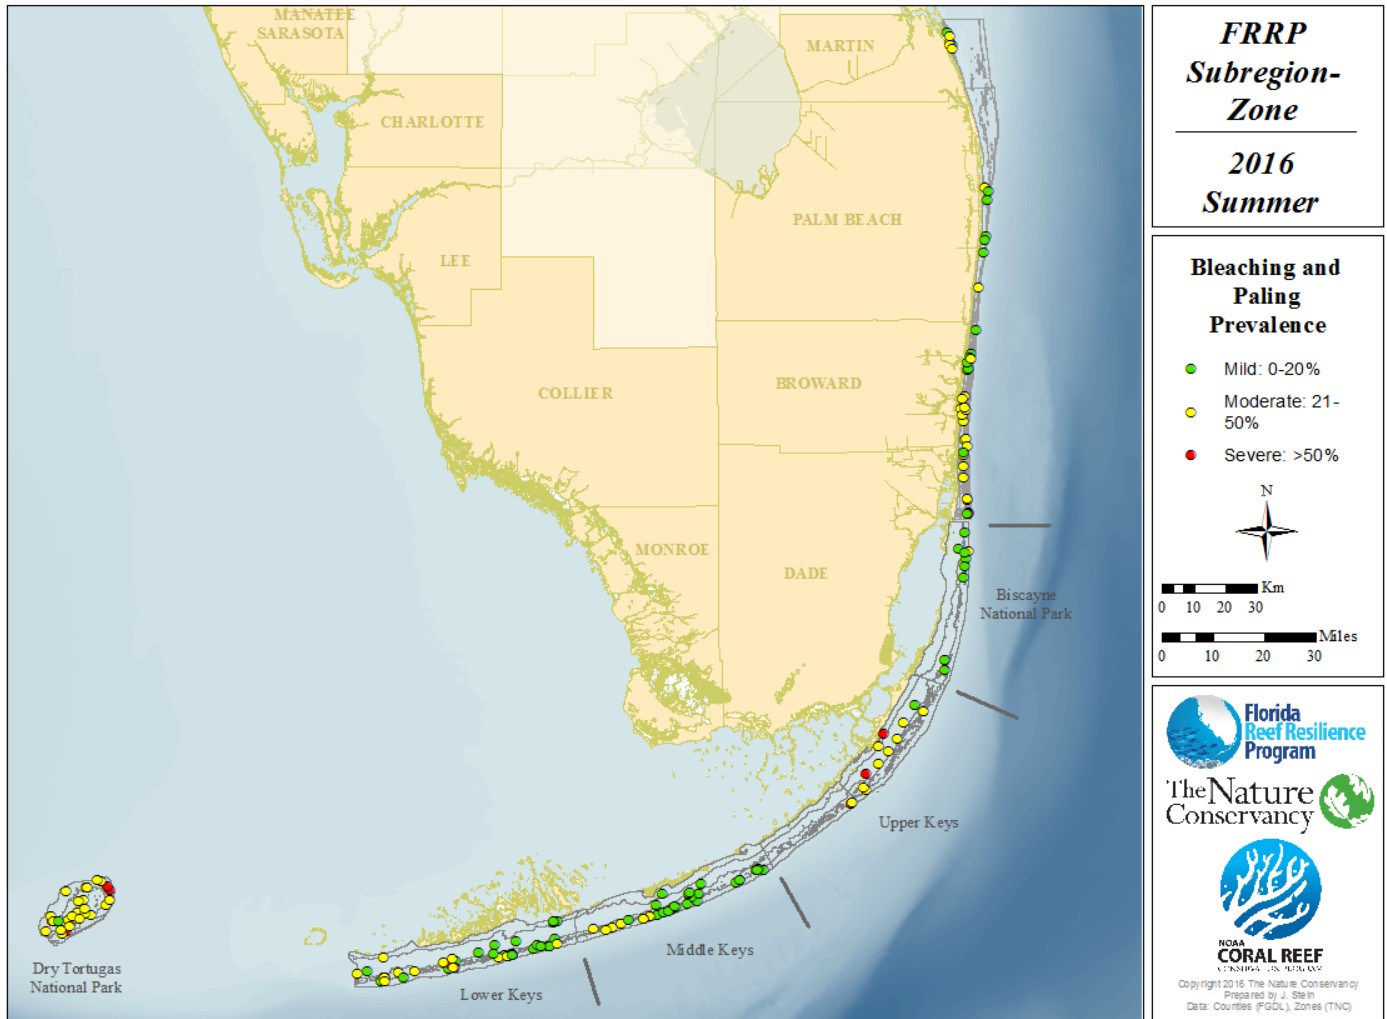 MANATEE
SARASOTA
MARTIN
CHARLOTTE
PALM BEACH
LEE
BROWARD
COLLIER
MONROE
DADE
Biscayne
National Park
Upper Keys
Middle Keys
Lower Keys
Dry Tortugas
National Park
FRRP
Subregion-
Zone
2016
Summer
Bleaching and
Paling
Prevalence
Mild: 0-20%
Moderate: 21-
50%
Severe: >50%
N
Km
0 10 20 30
Miles
0 10 20 30
Florida
Reef Resilience
Program
The Nature
Conservancy
NOAA
CORAL REEF
CONSERVATION PROGRAM
Copyright 2016 The Nature Conservancy
Prepared by J. Stein
Data: Counties (FGDL), Zones (TNC)